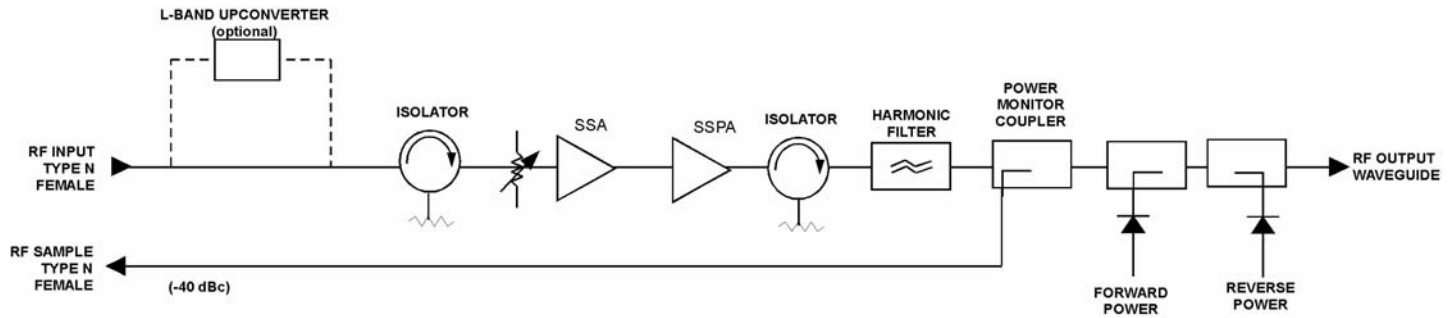 L-BAND UPCONVERTER
(optional)
ISOLATOR
SSA
SSPA
ISOLATOR
HARMONIC
FILTER
POWER
MONITOR
COUPLER
RF INPUT
TYPE N
FEMALE
RF OUTPUT
WAVEGUIDE
RF SAMPLE
TYPE N
FEMALE
(-40 dBc)
FORWARD
POWER
REVERSE
POWER